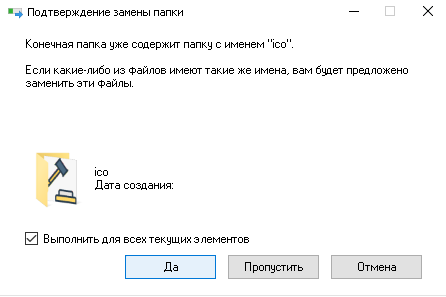 Подтверждение замены папки
Конечная папка уже содержит папку с именем "ico".
Если какие-либо из файлов имеют такие же имена, вам будет предложено
заменить эти файлы.
ico
Дата создания:
Выполнить для всех текущих элементов
Да
Пропустить
Отмена